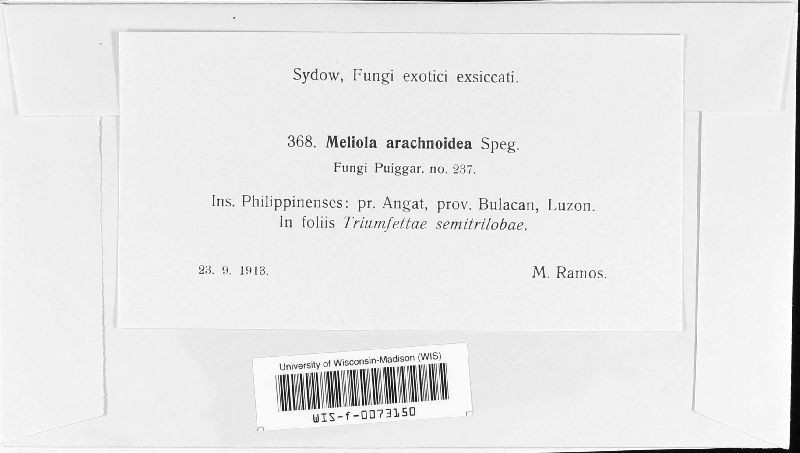 Sydow, Fungi exotici exsiccati.
368. Meliola arachnoidea Speg.
Fungi Puiggar. no. 237.
Ins. Philippinenses: pr. Angat, prov. Bulacan, Luzon.
In foliis Triumfettae semitrilobae.
23. 9. 1913. M. Ramos.
University of Wisconsin-Madison (WIS)
WIS-f-0073150